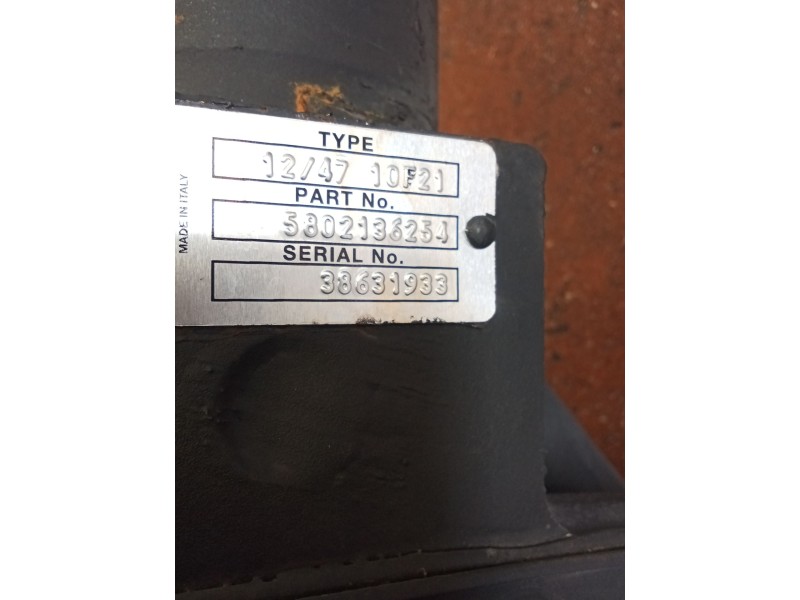 TYPE
12/47 10F21
PART No.
5802136254
SERIAL No.
38631933
MADE IN ITALY